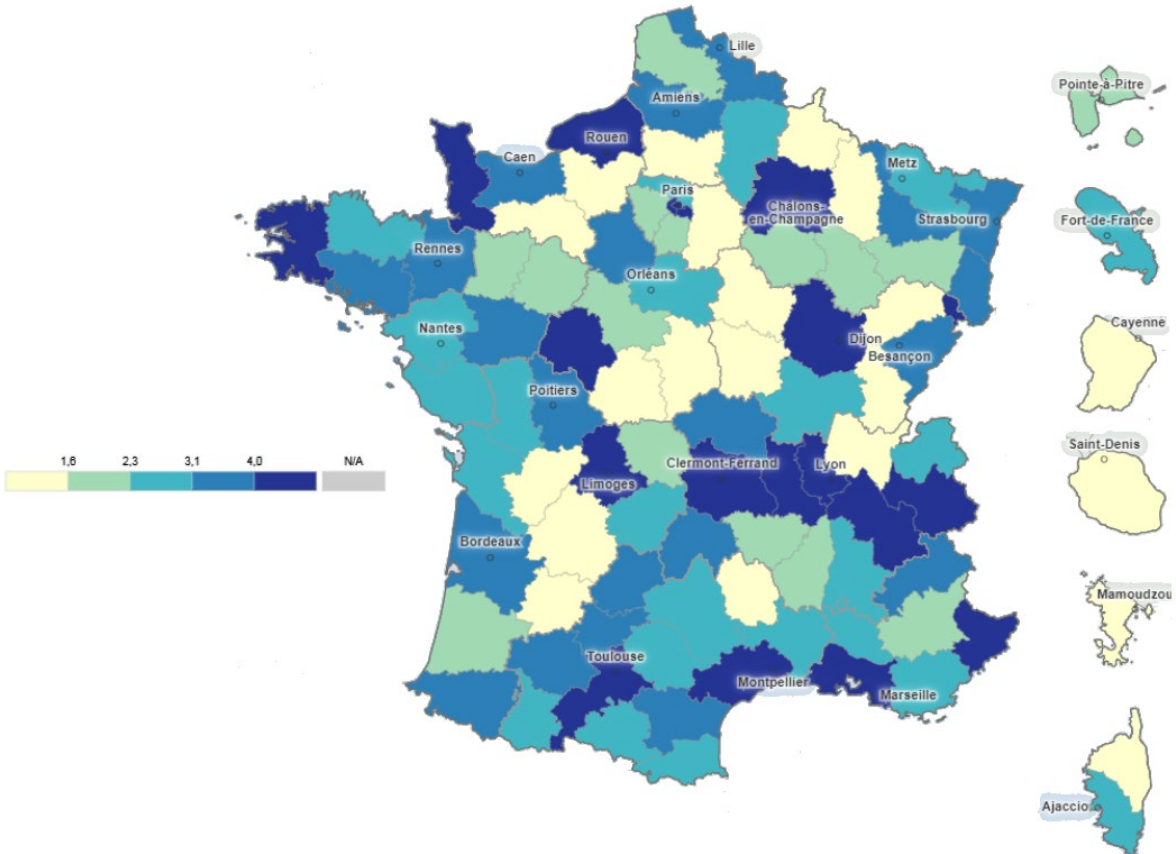 Lille
Pointe-à-Pitre
Amiens
Rouen
Caen
Metz
Paris
Châlons-
en-Champagne
Strasbourg
Fort-de-France
Rennes
Orléans
Nantes
Dijon
Besançon
Cayenne
Poitiers
Saint-Denis
1,6 2,3 3,1 4,0 N/A
Clermont-Ferrand
Lyon
Limoges
Bordeaux
Mamoudzou
Toulouse
Montpellier
Marseille
Ajaccio